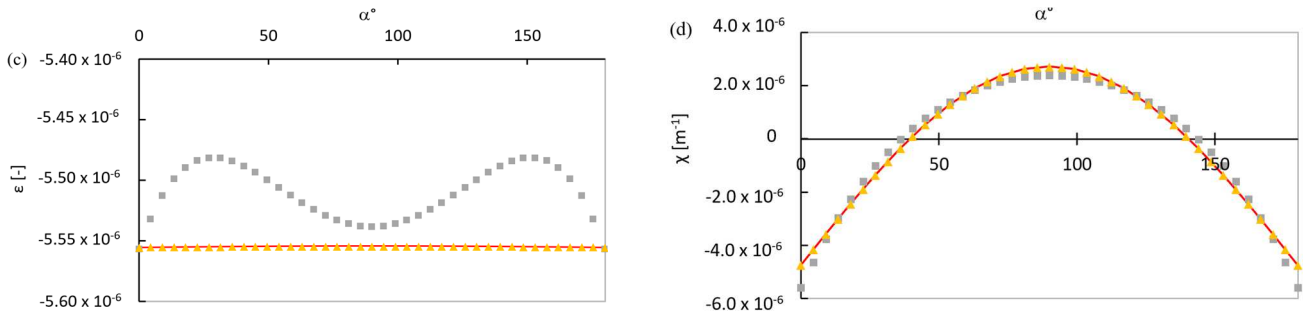 α°
0 50 100 150
(c)
-5.40 x 10-6
-5.45 x 10-6
-5.50 x 10-6
-5.55 x 10-6
-5.60 x 10-6
ε [-]
α°
(d)
4.0 x 10-6
2.0 x 10-6
0
-2.0 x 10-6
-4.0 x 10-6
-6.0 x 10-6
χ [m-1]
0 50 100 150